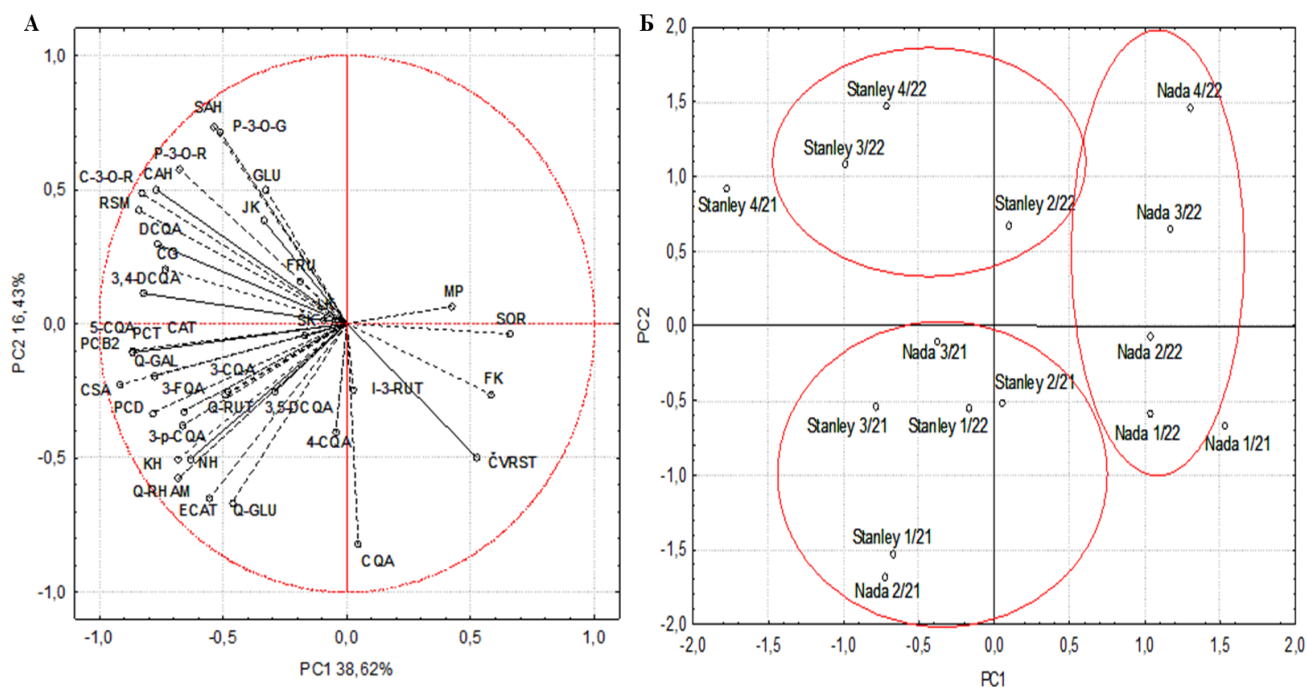 А
1,0
0,5
0,0
-0,5
-1,0
PC2 16,43%
-1,0
-0,5
0,0
0,5
1,0
PC1 38,62%
SAH
P-3-O-G
P-3-O-R
C-3-O-R
CAH
GLU
RSM
JK
DCQA
CG
FRU
3,4-DCQA
MP
SK
SOR
5-CQA
PCT
CAT
PCB2
Q-GAL
3-CQA
CSA
3-FQA
I-3-RUT
FK
PCD
Q-RUT
3,5-DCQA
3-p-CQA
4-CQA
KH
NH
ČVRST
Q-RHAM
ECAT
Q-GLU
CQA
Б
2,0
1,5
1,0
0,5
0,0
-0,5
-1,0
-1,5
-2,0
PC2
-2,0
-1,5
-1,0
-0,5
0,0
0,5
1,0
1,5
2,0
PC1
Stanley 4/22
Nada 4/22
Stanley 3/22
Stanley 4/21
Stanley 2/22
Nada 3/22
Nada 3/21
Nada 2/22
Stanley 2/21
Stanley 3/21
Stanley 1/22
Nada 1/22
Nada 1/21
Stanley 1/21
Nada 2/21